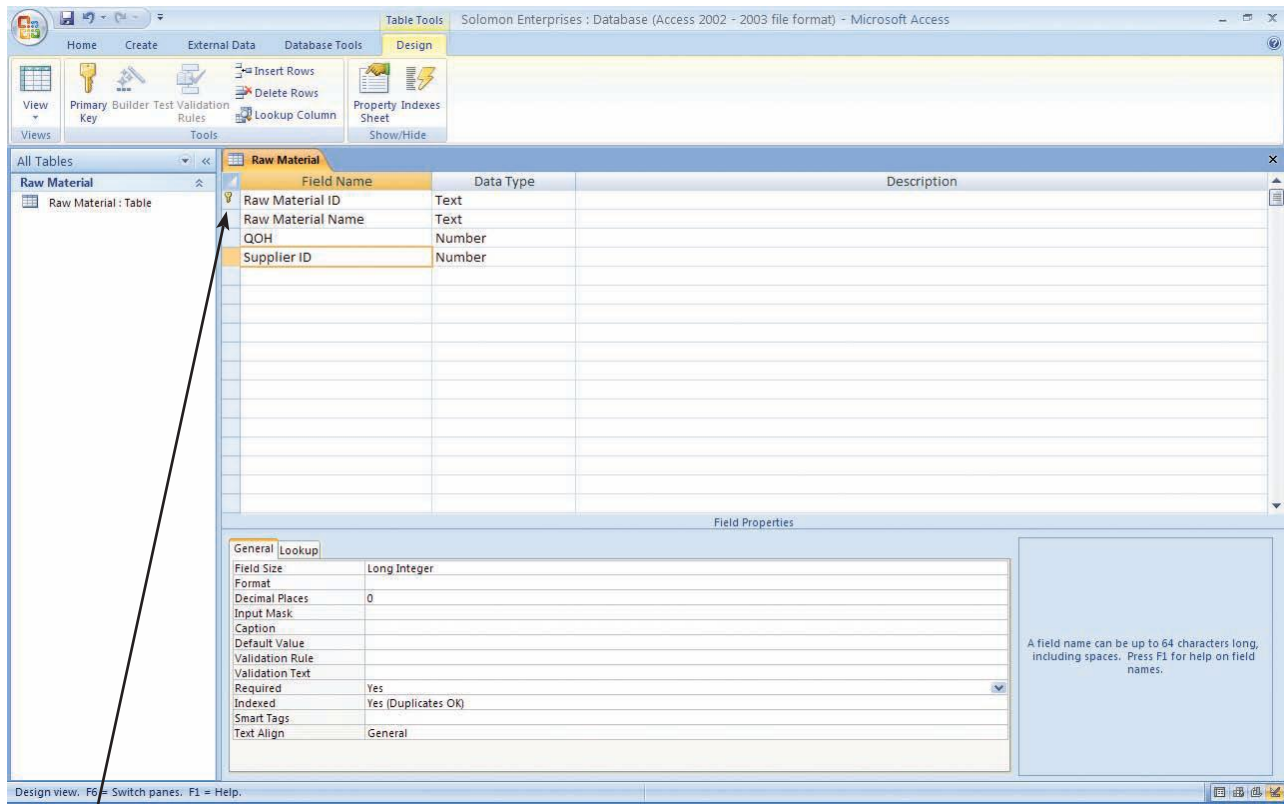 Table Tools Solomon Enterprises : Database (Access 2002 - 2003 file format) - Microsoft Access
Home Create External Data Database Tools Design
View
Primary Key
Builder
Test Validation Rules
Insert Rows
Delete Rows
Lookup Column
Property Sheet
Indexes
Views Tools Show/Hide
All Tables
Raw Material
Raw Material : Table
Raw Material
Field Name Data Type Description
Raw Material ID Text
Raw Material Name Text
QOH Number
Supplier ID Number
Field Properties
General Lookup
Field Size Long Integer
Format
Decimal Places 0
Input Mask
Caption
Default Value
Validation Rule
Validation Text
Required Yes
Indexed Yes (Duplicates OK)
Smart Tags
Text Align General
A field name can be up to 64 characters long,
including spaces. Press F1 for help on field
names.
Design view. F6 = Switch panes. F1 = Help.